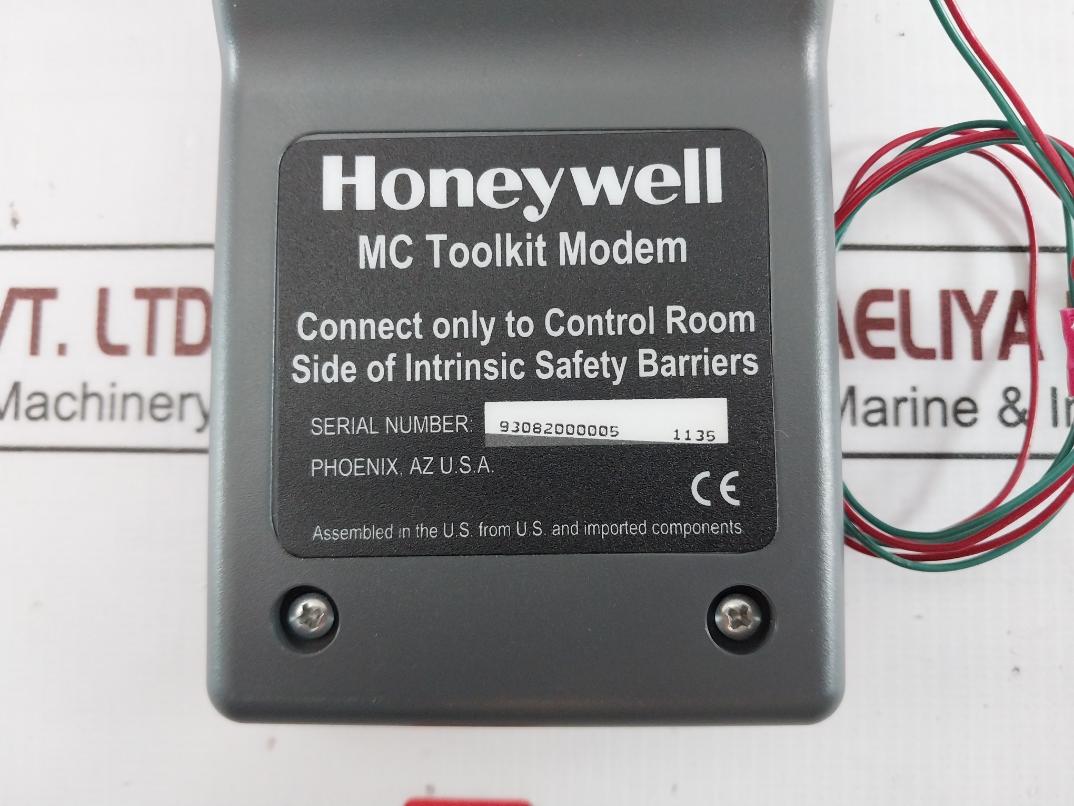 Honeywell
MC Toolkit Modem
Connect only to Control Room
Side of Intrinsic Safety Barriers
SERIAL NUMBER: 93082000005 1135
PHOENIX, AZ U.S.A.
CE
Assembled in the U.S. from U.S. and imported components
VT. LTD
Machinery
AELIYA
Marine & I